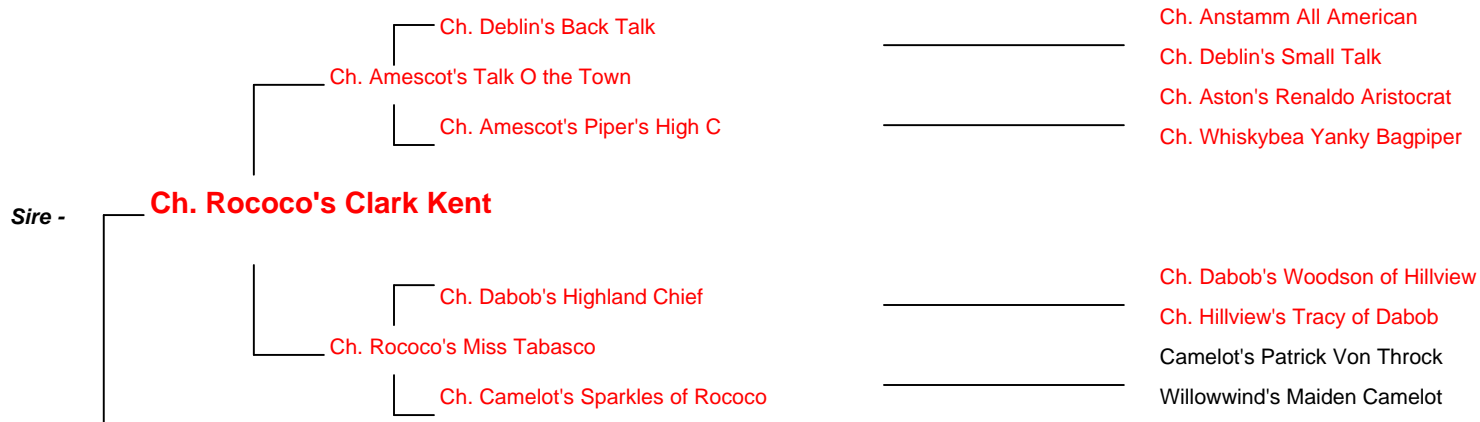 Ch. Anstamm All American
Ch. Deblin's Back Talk
Ch. Deblin's Small Talk
Ch. Amescot's Talk O the Town
Ch. Aston's Renaldo Aristocrat
Ch. Amescot's Piper's High C
Ch. Whiskybea Yanky Bagpiper
Ch. Rococo's Clark Kent
Sire -
Ch. Dabob's Woodson of Hillview
Ch. Dabob's Highland Chief
Ch. Hillview's Tracy of Dabob
Ch. Rococo's Miss Tabasco
Camelot's Patrick Von Throck
Ch. Camelot's Sparkles of Rococo
Willowwind's Maiden Camelot